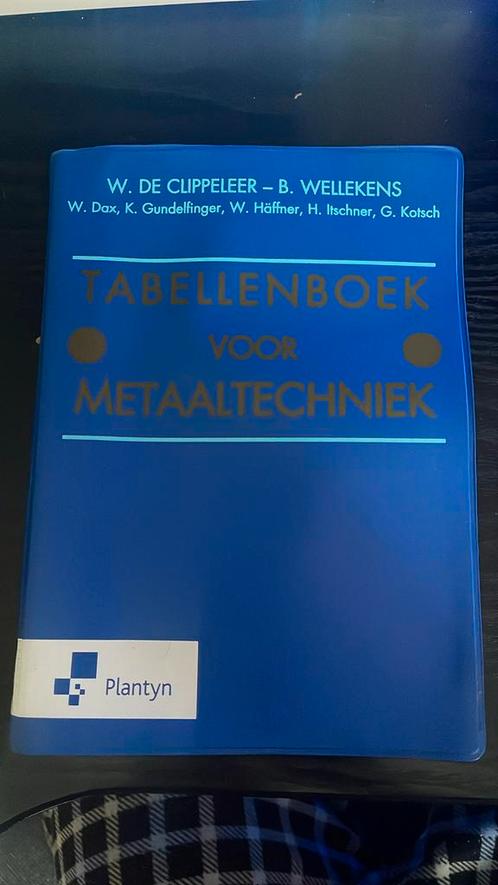 W. DE CLIPPELEER – B. WELLEKENS
W. Dax, K. Gundelfinger, W. Häffner, H. Itschner, G. Kotsch
TABELLENBOEK
VOOR
METAALTECHNIEK
Plantyn